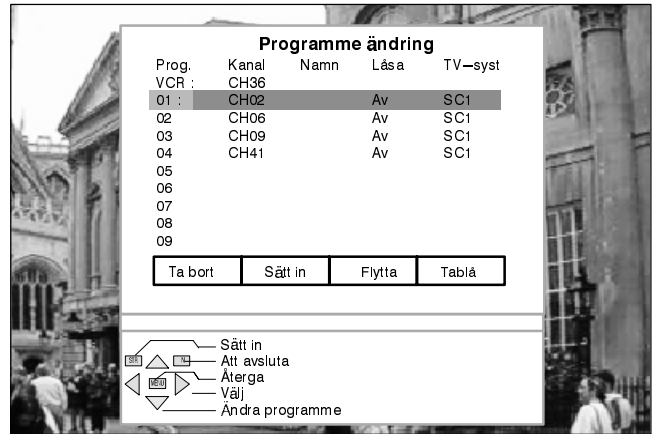 Programme ändring
Prog. Kanal Namn Låsa TV–syst
VCR : CH36
01 : CH02 Av SC1
02 CH06 Av SC1
03 CH09 Av SC1
04 CH41 Av SC1
05
06
07
08
09
Ta bort Sätt in Flytta Tablå
Sätt in
STR N Att avsluta
MENU Återga
Välj
Ändra programme